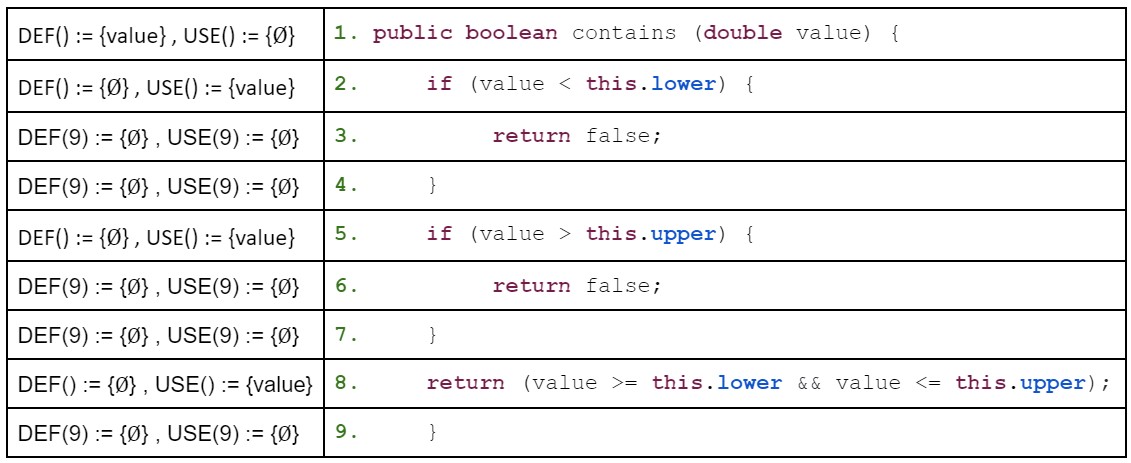 DEF() := {value} , USE() := {Ø} 1. public boolean contains (double value) {
DEF() := {Ø} , USE() := {value} 2. if (value < this.lower) {
DEF(9) := {Ø} , USE(9) := {Ø} 3. return false;
DEF(9) := {Ø} , USE(9) := {Ø} 4. }
DEF() := {Ø} , USE() := {value} 5. if (value > this.upper) {
DEF(9) := {Ø} , USE(9) := {Ø} 6. return false;
DEF(9) := {Ø} , USE(9) := {Ø} 7. }
DEF() := {Ø} , USE() := {value} 8. return (value >= this.lower && value <= this.upper);
DEF(9) := {Ø} , USE(9) := {Ø} 9. }